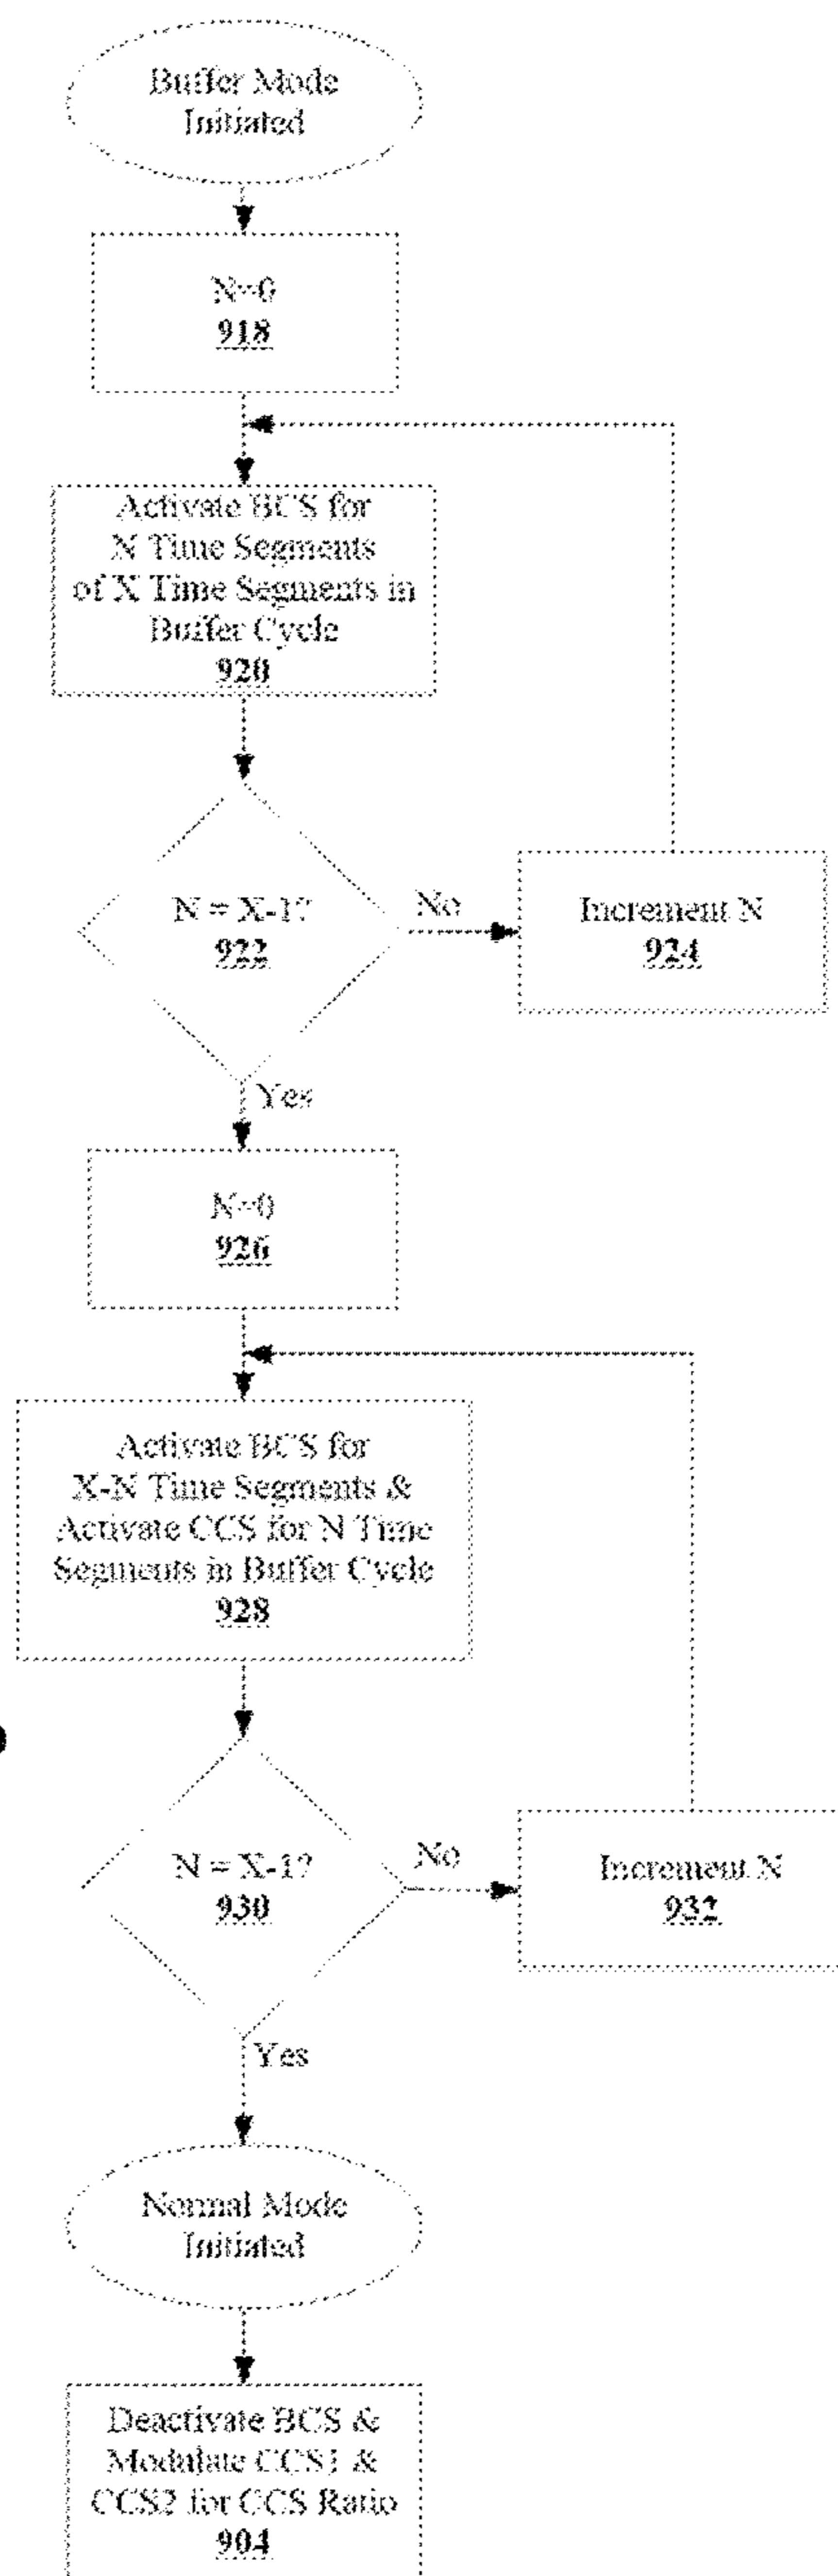 Buffer Mode
Initiated
N=0
918
Activate BCS for
N Time Segments
of X Time Segments in
Buffer Cycle
920
N = X-1?
922
No
Increment N
924
Yes
N=0
926
Activate BCS for
X-N Time Segments &
Activate CCS for N Time
Segments in Buffer Cycle
928
N = X-1?
930
No
Increment N
932
Yes
Normal Mode
Initiated
Deactivate BCS &
Modulate CCS1 &
CCS2 for CCS Ratio
904